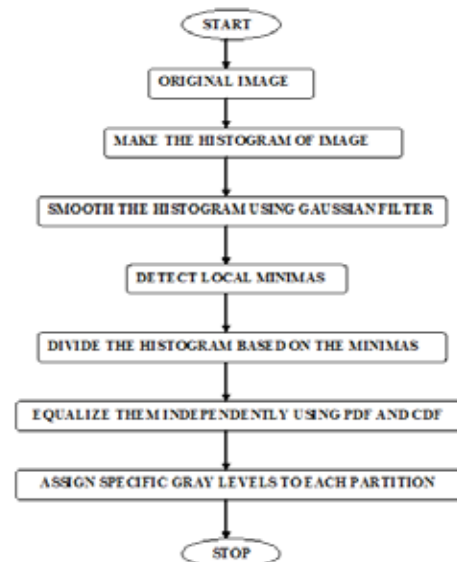 START
ORIGINAL IMAGE
MAKE THE HISTOGRAM OF IMAGE
SMOOTH THE HISTOGRAM USING GAUSSIAN FILTER
DETECT LOCAL MINIMAS
DIVIDE THE HISTOGRAM BASED ON THE MINIMAS
EQUALIZE THEM INDEPENDENTLY USING PDF AND CDF
ASSIGN SPECIFIC GRAY LEVELS TO EACH PARTITION
STOP